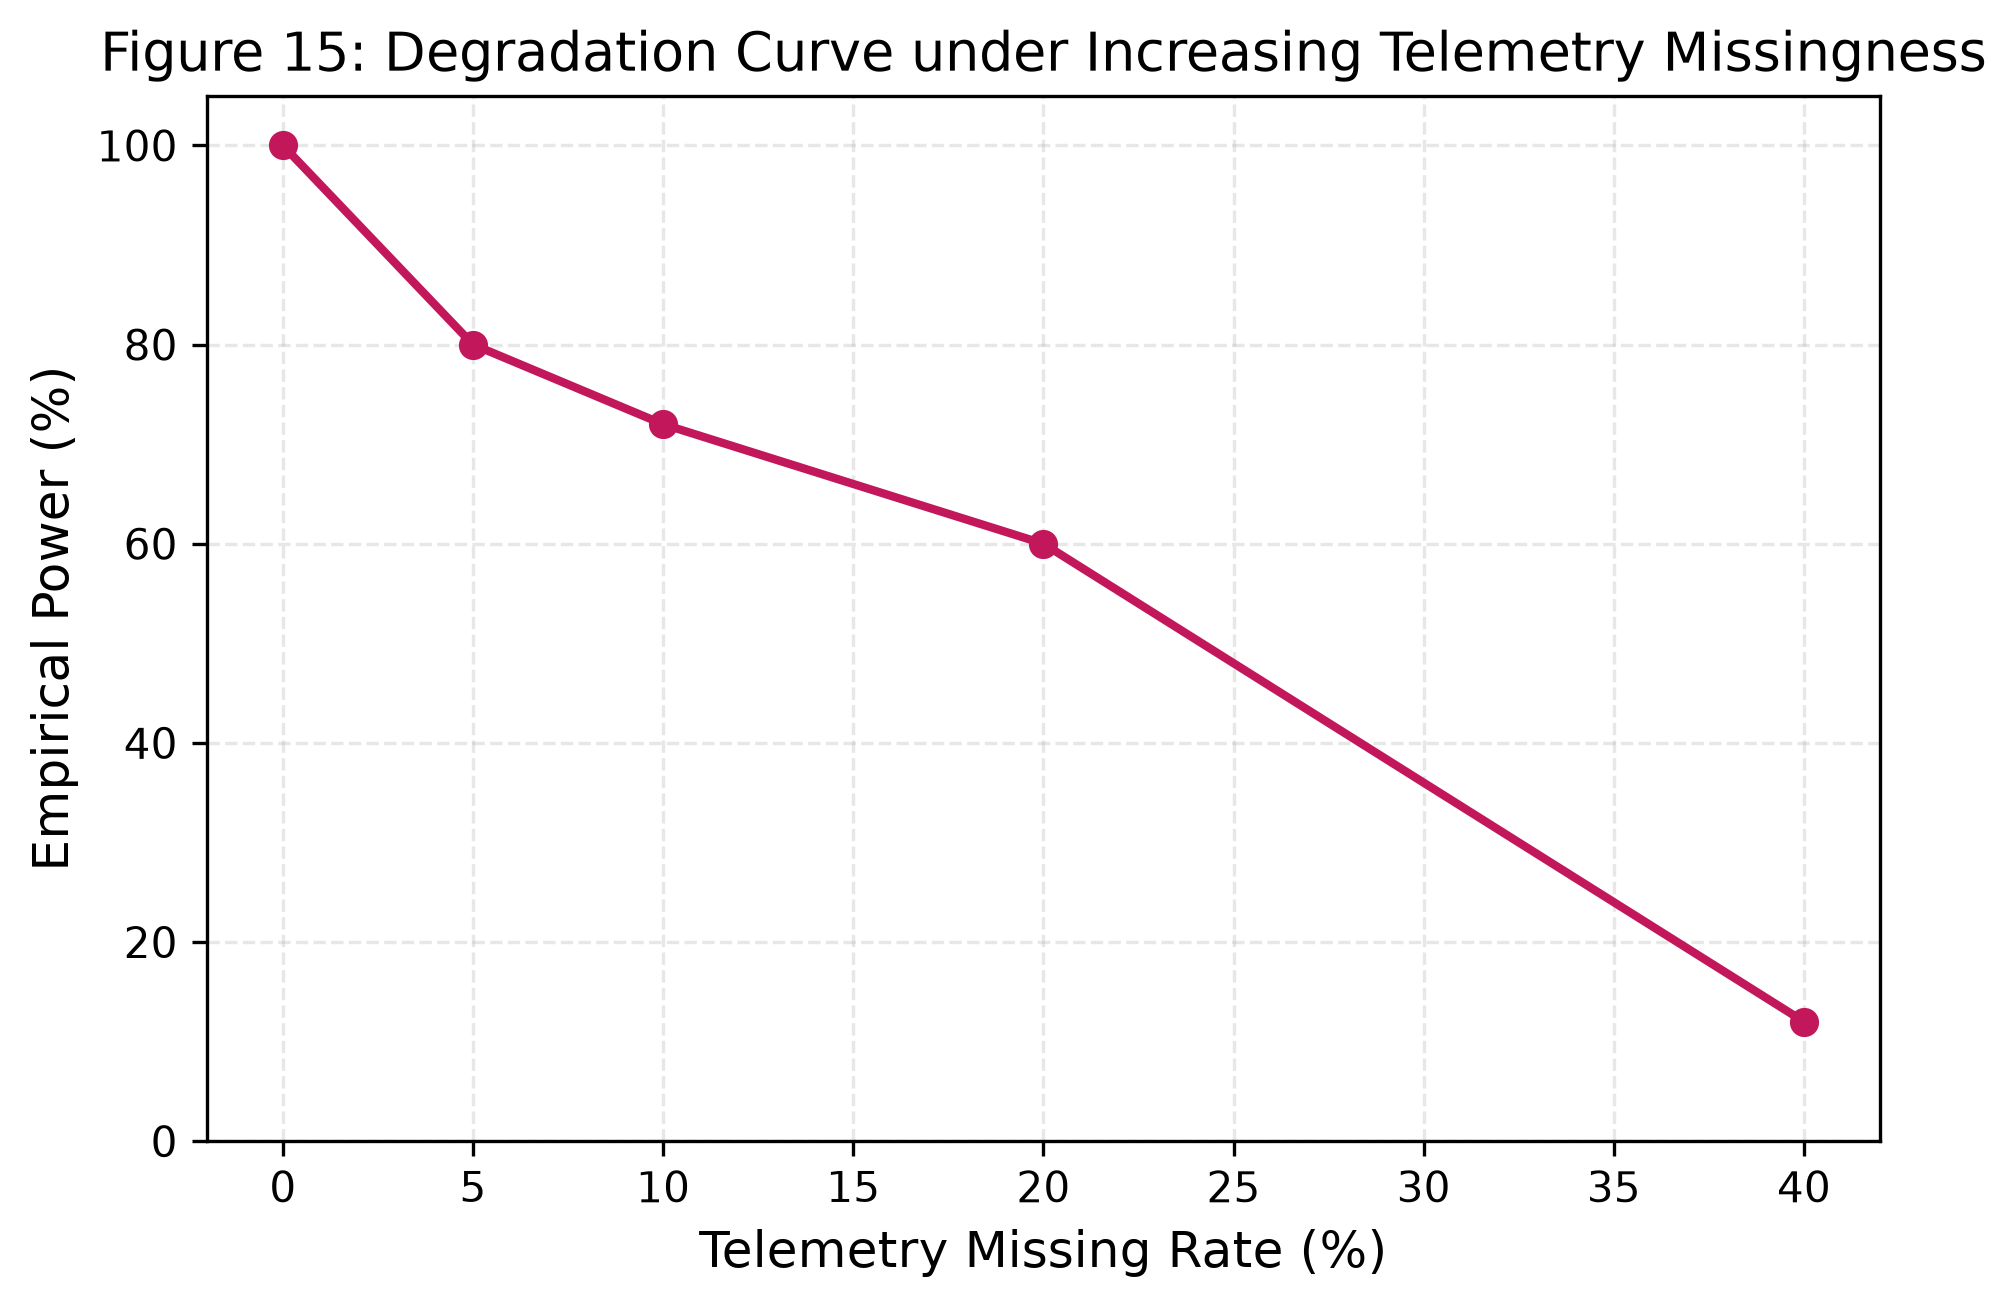 Figure 15: Degradation Curve under Increasing Telemetry Missingness
100
80
60
40
20
0
Empirical Power (%)
0 5 10 15 20 25 30 35 40
Telemetry Missing Rate (%)